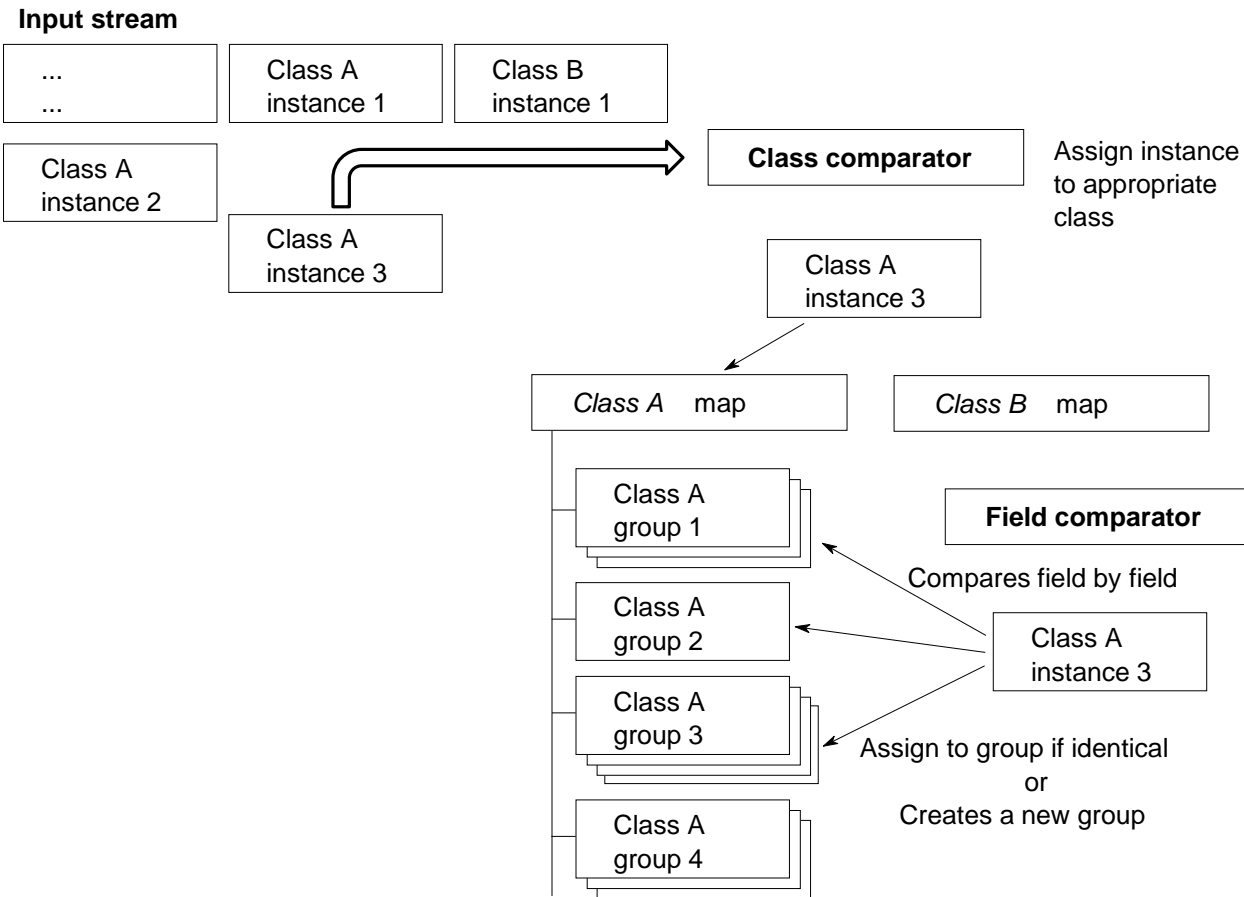 Input stream
...
...
Class A
instance 1
Class B
instance 1
Class A
instance 2
Class A
instance 3
Class comparator
Assign instance
to appropriate
class
Class A
instance 3
Class A map
Class B map
Class A
group 1
Field comparator
Compares field by field
Class A
group 2
Class A
instance 3
Class A
group 3
Assign to group if identical
or
Creates a new group
Class A
group 4